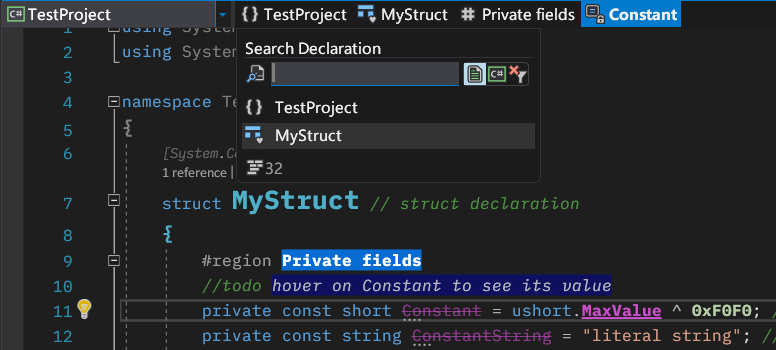 C# TestProject { } TestProject MyStruct # Private fields Constant
Search Declaration
C#
{ } TestProject
MyStruct
32
1 using System
2 using System
3
4 namespace Te
5 {
6 [System.Co
1 reference |
7 struct MyStruct // struct declaration
8 {
9 #region Private fields
10 //todo hover on Constant to see its value
11 private const short Constant = ushort.MaxValue ^ 0xF0F0; /
12 private const string ConstantString = "literal string"; //